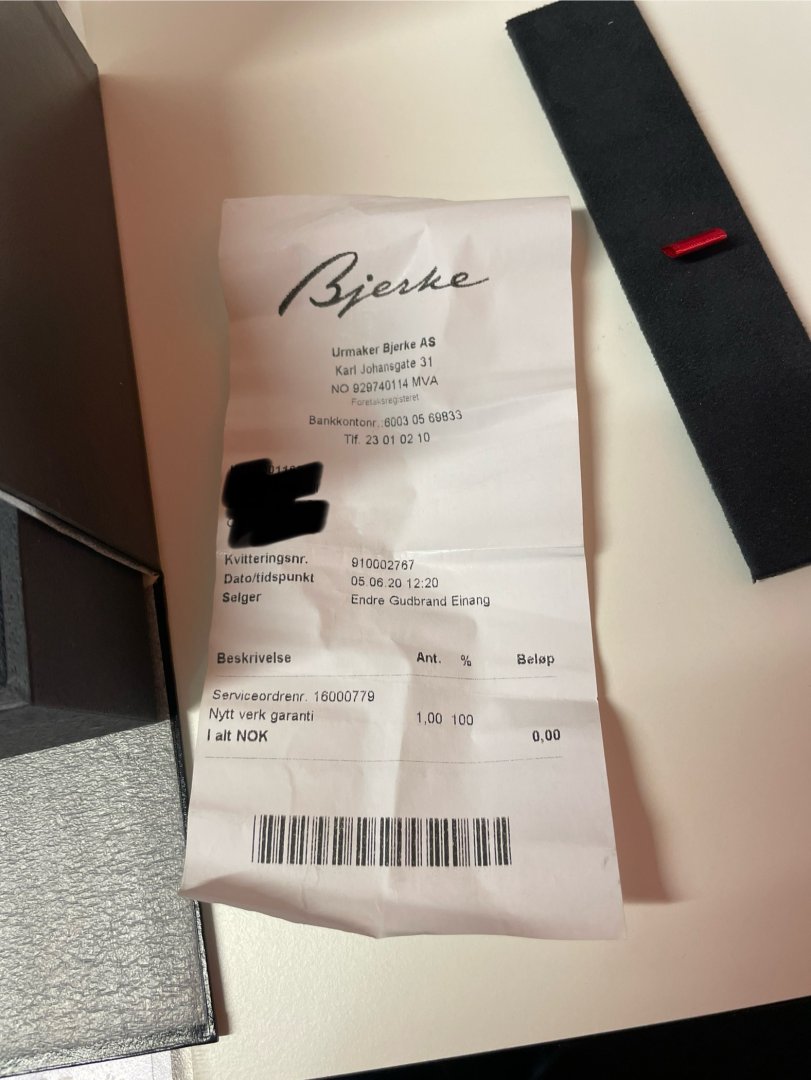 Bjerke
Urmaker Bjerke AS
Karl Johansgate 31
NO 929740114 MVA
Foretaksregisteret
Bankkontonr.:6003 05 69833
Tlf. 23 01 02 10
Kvitteringsnr. 910002767
Dato/tidspunkt 05.06.20 12:20
Selger Endre Gudbrand Einang
Beskrivelse Ant. % Beløp
Serviceordrenr. 16000779
Nytt verk garanti 1,00 100
I alt NOK 0,00